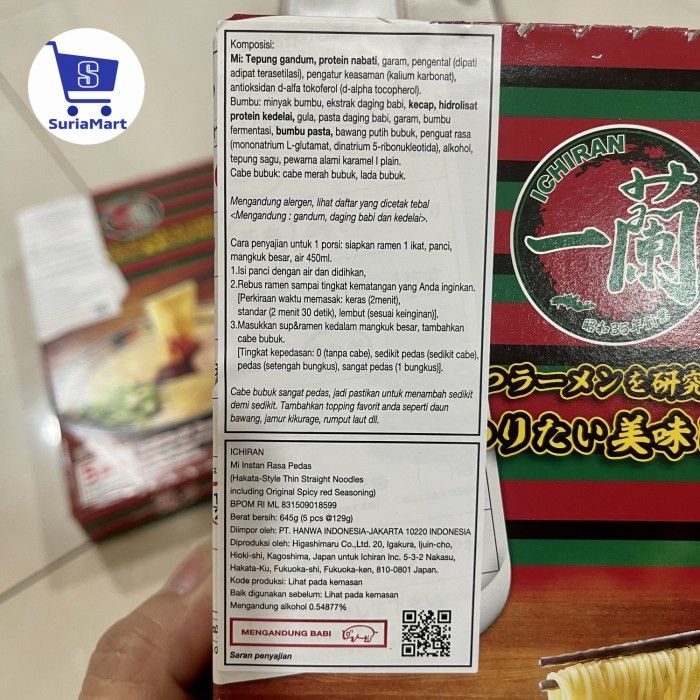 S
SuriaMart
Komposisi:
Mi: Tepung gandum, protein nabati, garam, pengental (dipati
adipat terasetilasi), pengatur keasaman (kalium karbonat),
antioksidan d-alfa tokoferol (d-alpha tocopherol).
Bumbu: minyak bumbu, ekstrak daging babi, kecap, hidrolisat
protein kedelai, gula, pasta daging babi, garam, bumbu
fermentasi, bumbu pasta, bawang putih bubuk, penguat rasa
(mononatrium L-glutamat, dinatrium 5-ribonukleotida), alkohol,
tepung sagu, pewarna alami karamel I plain.
Cabe bubuk: cabe merah bubuk, lada bubuk.
Mengandung alergen, lihat daftar yang dicetak tebal
<Mengandung : gandum, daging babi dan kedelai>.
Cara penyajian untuk 1 porsi: siapkan ramen 1 ikat, panci,
mangkuk besar, air 450ml.
1.Isi panci dengan air dan didihkan,
2.Rebus ramen sampai tingkat kematangan yang Anda inginkan.
[Perkiraan waktu memasak: keras (2menit),
standar (2 menit 30 detik), lembut (sesuai keinginan)].
3.Masukkan sup&ramen kedalam mangkuk besar, tambahkan
cabe bubuk.
[Tingkat kepedasan: 0 (tanpa cabe), sedikit pedas (sedikit cabe),
pedas (setengah bungkus), sangat pedas (1 bungkus)].
Cabe bubuk sangat pedas, jadi pastikan untuk menambah sedikit
demi sedikit. Tambahkan topping favorit anda seperti daun
bawang, jamur kikurage, rumput laut dll.
ICHIRAN
Mi Instan Rasa Pedas
(Hakata-Style Thin Straight Noodles
including Original Spicy red Seasoning)
BPOM RI ML 831509018599
Berat bersih: 645g (5 pcs @129g)
Diimpor oleh: PT. HANWA INDONESIA-JAKARTA 10220 INDONESIA
Diproduksi oleh: Higashimaru Co.,Ltd. 20, Igakura, Ijuin-cho,
Hioki-shi, Kagoshima, Japan untuk Ichiran Inc. 5-3-2 Nakasu,
Hakata-Ku, Fukuoka-shi, Fukuoka-ken, 810-0801 Japan.
Kode produksi: Lihat pada kemasan
Baik digunakan sebelum: Lihat pada kemasan
Mengandung alkohol 0.54877%
MENGANDUNG BABI
Saran penyajian
ICHIRAN
一蘭
昭和35年創業
つラーメンを研究
りたい美味